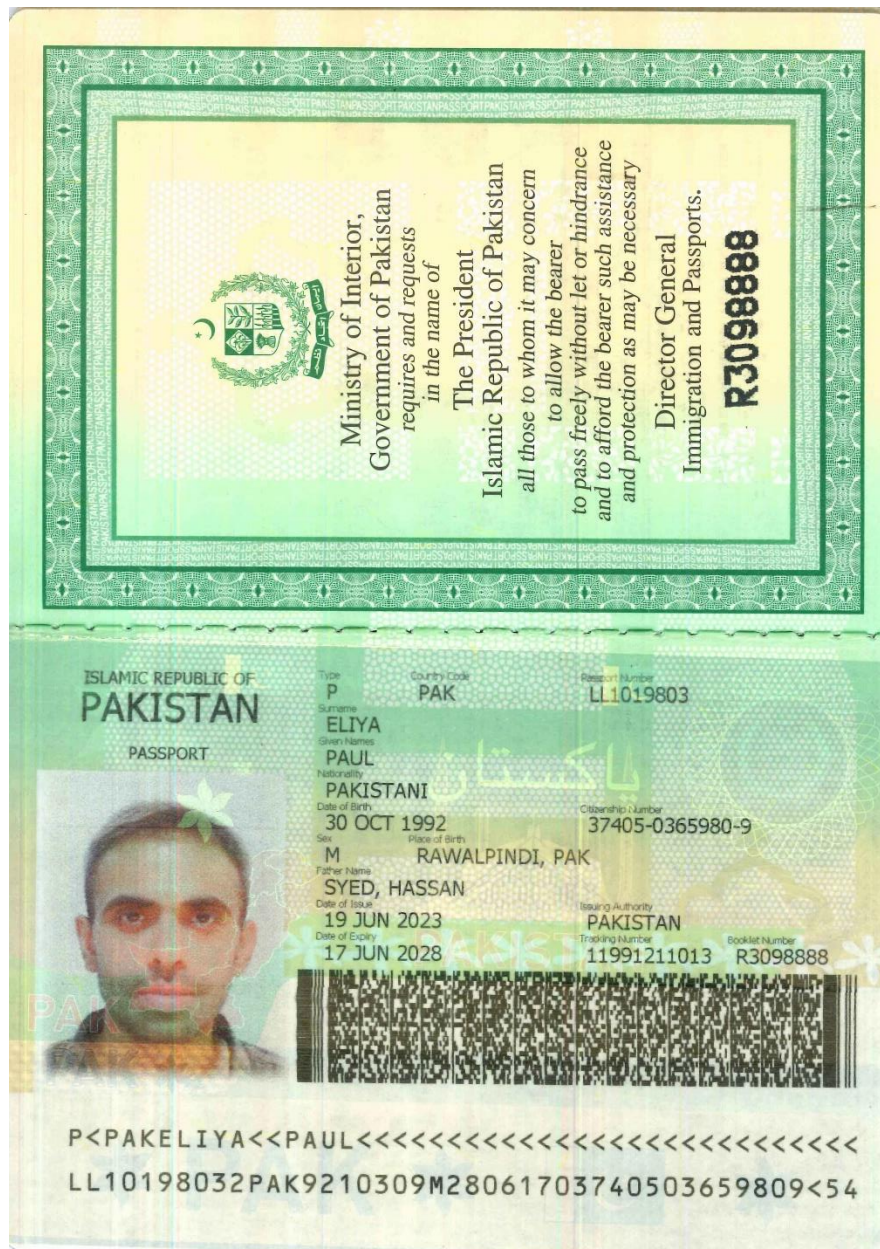 Ministry of Interior,
Government of Pakistan
requires and requests
in the name of
The President
Islamic Republic of Pakistan
all those to whom it may concern
to allow the bearer
to pass freely without let or hindrance
and to afford the bearer such assistance
and protection as may be necessary
Director General
Immigration and Passports.
R3098888
ISLAMIC REPUBLIC OF
PAKISTAN
PASSPORT
Type Country Code Passport Number
P PAK LL1019803
Surname
ELIYA
Given Names
PAUL
Nationality
PAKISTANI
Date of Birth Citizenship Number
30 OCT 1992 37405-0365980-9
Sex Place of Birth
M RAWALPINDI, PAK
Father Name
SYED, HASSAN
Date of Issue Issuing Authority
19 JUN 2023 PAKISTAN
Date of Expiry Tracking Number Booklet Number
17 JUN 2028 11991211013 R3098888
پاکستان
PAK
P<PAKELIYA<<PAUL<<<<<<<<<<<<<<<<<<<<<<<<<<<<
LL10198032PAK9210309M28061703740503659809<54